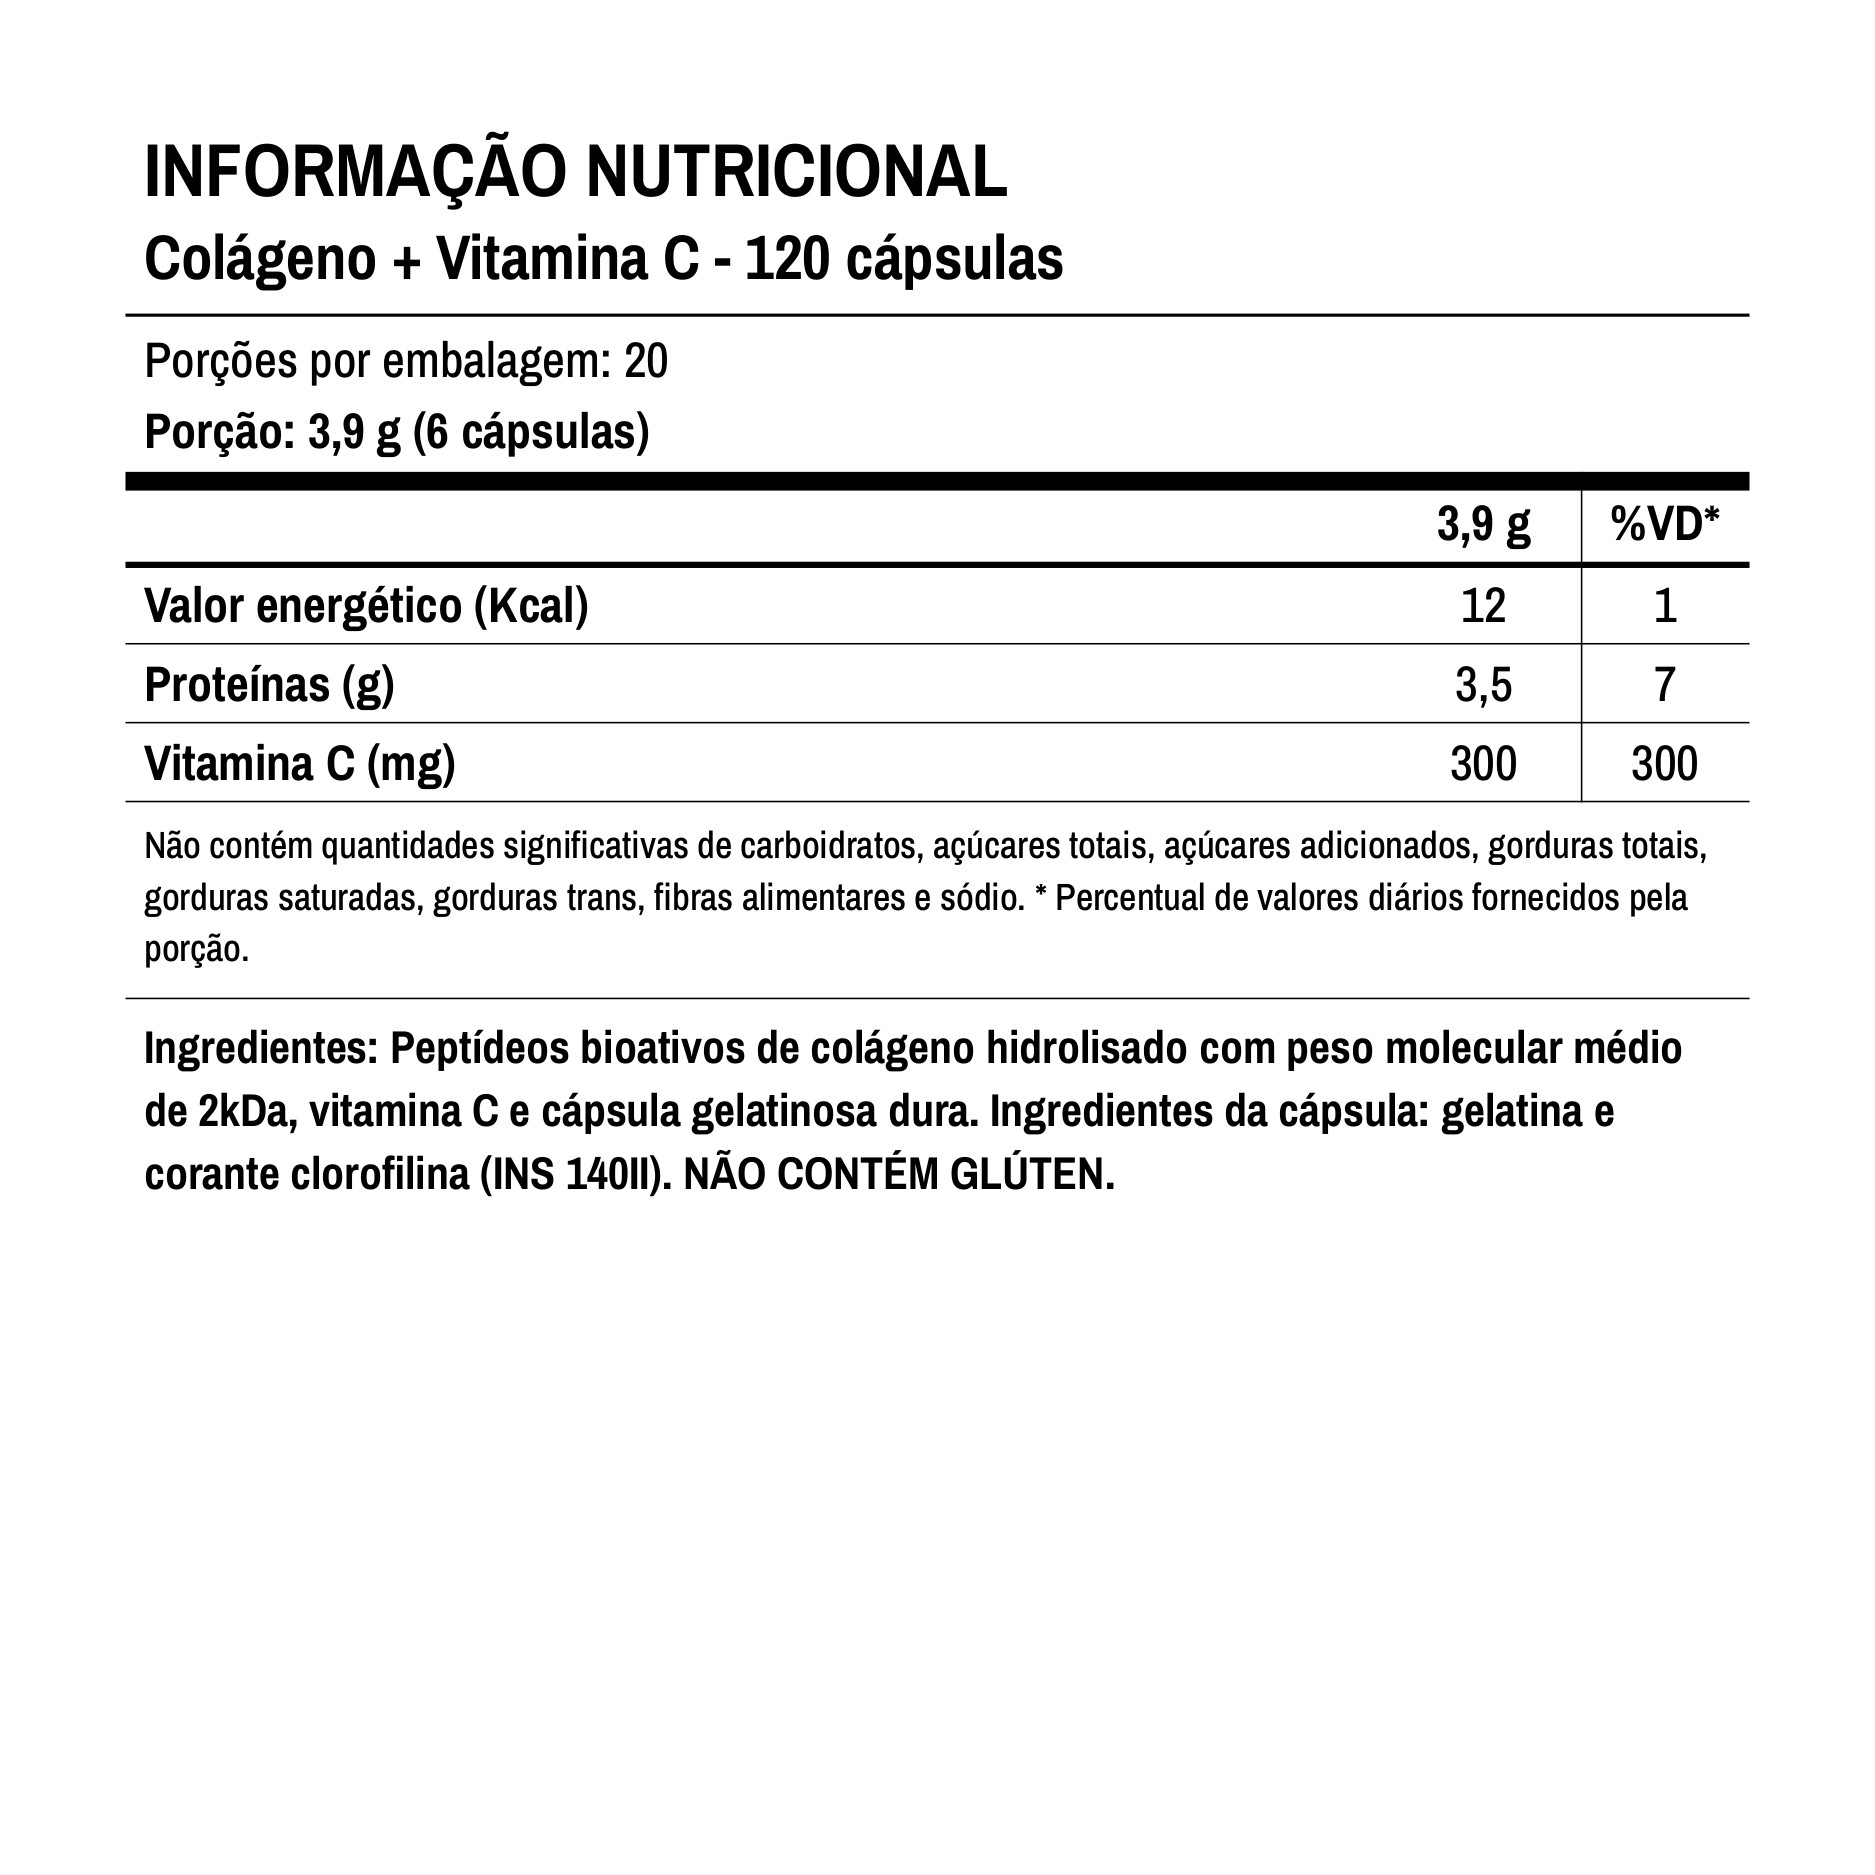 INFORMAÇÃO NUTRICIONAL
Colágeno + Vitamina C - 120 cápsulas
Porções por embalagem: 20
Porção: 3,9 g (6 cápsulas)
3,9 g %VD*
Valor energético (Kcal) 12 1
Proteínas (g) 3,5 7
Vitamina C (mg) 300 300
Não contém quantidades significativas de carboidratos, açúcares totais, açúcares adicionados, gorduras totais,
gorduras saturadas, gorduras trans, fibras alimentares e sódio. * Percentual de valores diários fornecidos pela
porção.
Ingredientes: Peptídeos bioativos de colágeno hidrolisado com peso molecular médio
de 2kDa, vitamina C e cápsula gelatinosa dura. Ingredientes da cápsula: gelatina e
corante clorofilina (INS 140II). NÃO CONTÉM GLÚTEN.